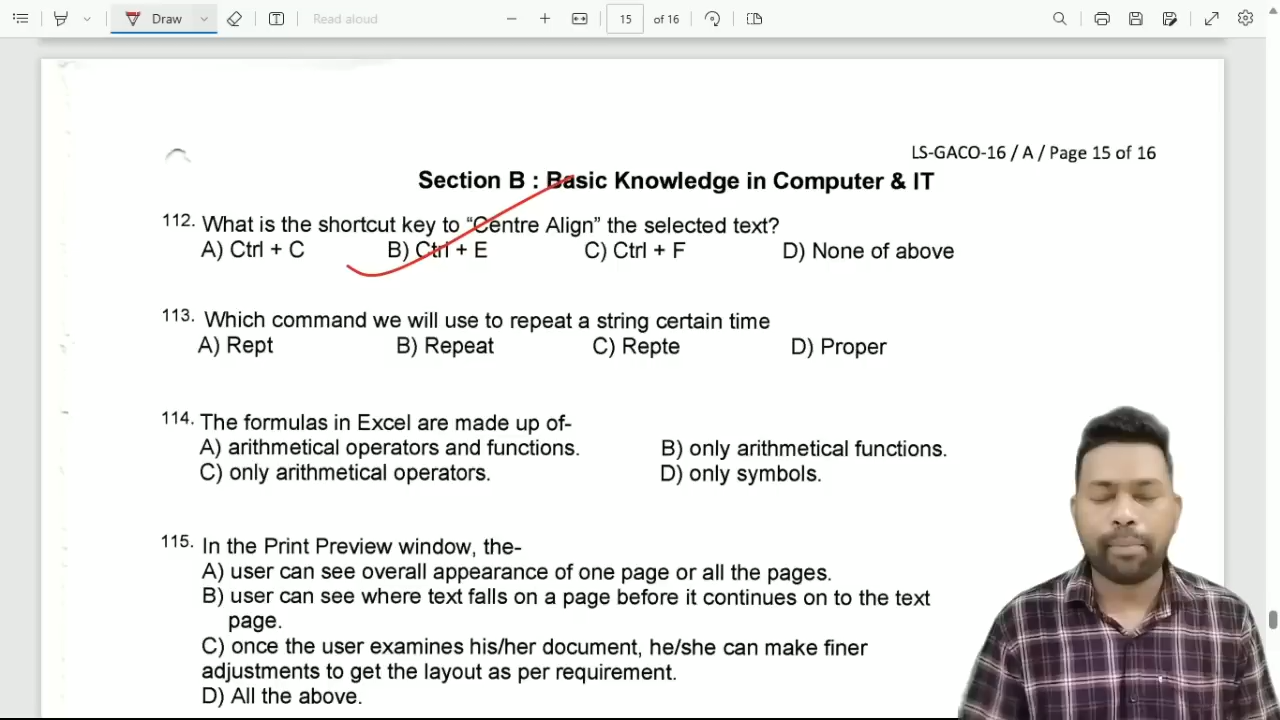 Draw
Read aloud
15
of 16
LS-GACO-16 / A / Page 15 of 16
Section B : Basic Knowledge in Computer & IT
112. What is the shortcut key to “Centre Align” the selected text?
A) Ctrl + C B) Ctrl + E C) Ctrl + F D) None of above
113. Which command we will use to repeat a string certain time
A) Rept B) Repeat C) Repte D) Proper
114. The formulas in Excel are made up of-
A) arithmetical operators and functions. B) only arithmetical functions.
C) only arithmetical operators. D) only symbols.
115. In the Print Preview window, the-
A) user can see overall appearance of one page or all the pages.
B) user can see where text falls on a page before it continues on to the text
page.
C) once the user examines his/her document, he/she can make finer
adjustments to get the layout as per requirement.
D) All the above.